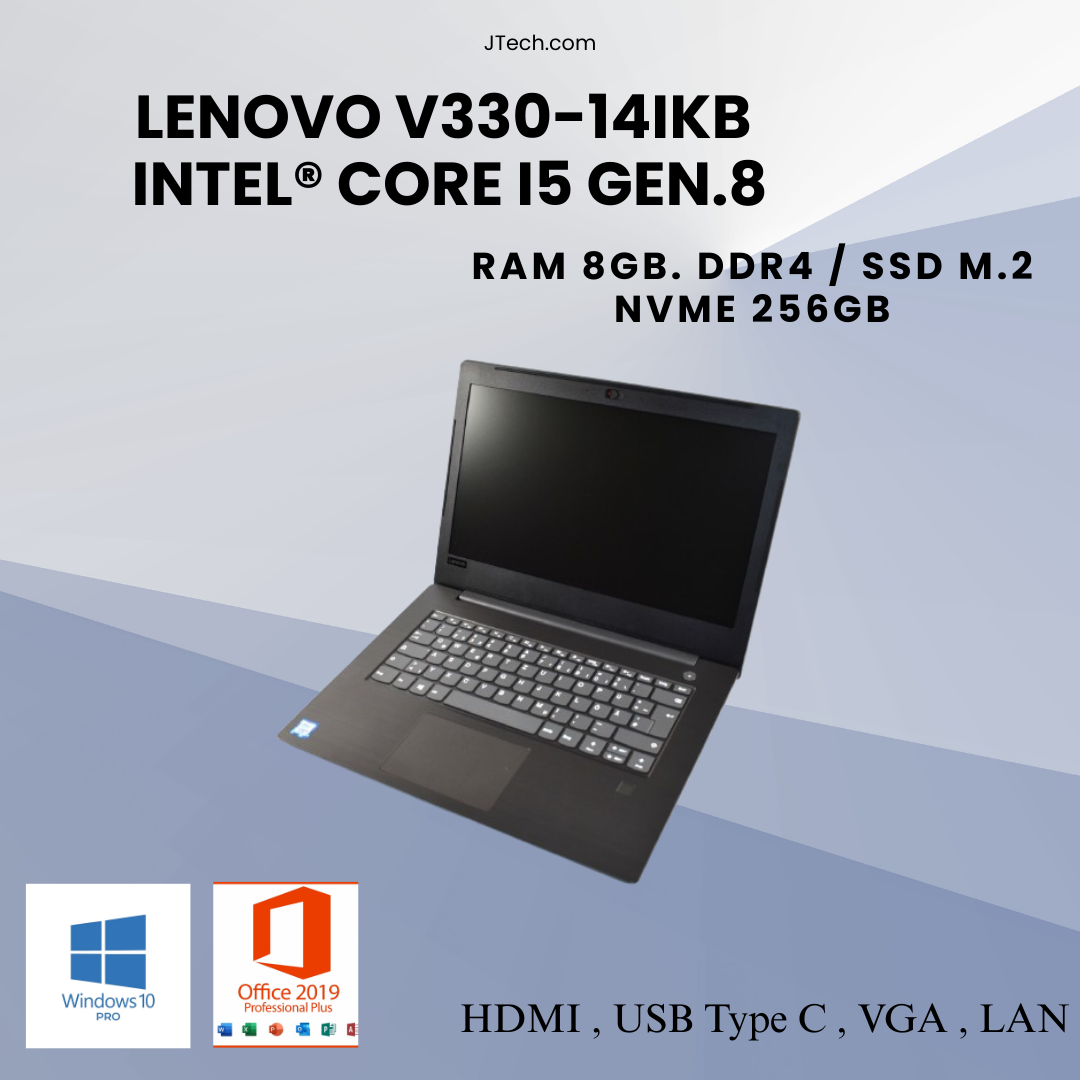 JTech.com
LENOVO V330-14IKB
INTEL® CORE I5 GEN.8
RAM 8GB. DDR4 / SSD M.2
NVME 256GB
Lenovo
Windows 10
PRO
Office 2019
Professional Plus
HDMI , USB Type C , VGA , LAN